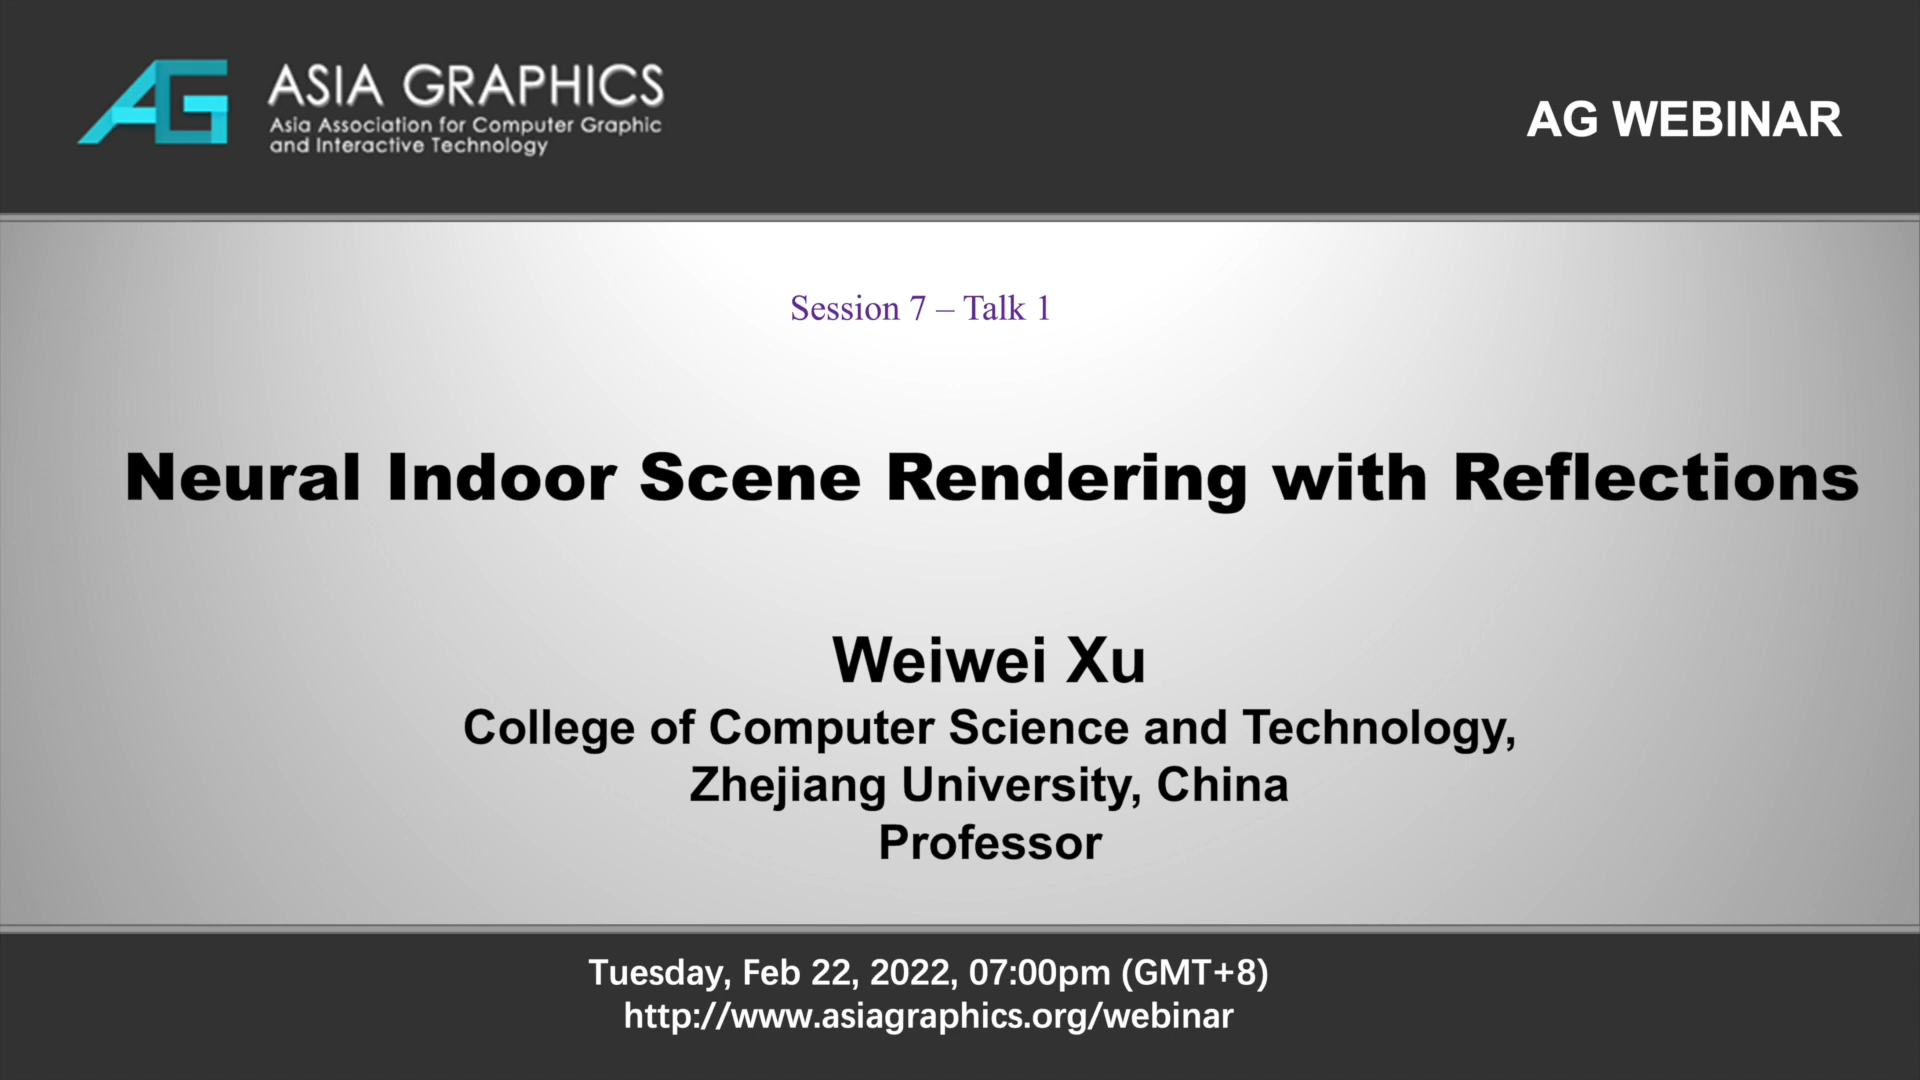 AG
ASIA GRAPHICS
Asia Association for Computer Graphic
and Interactive Technology
AG WEBINAR
Session 7 – Talk 1
Neural Indoor Scene Rendering with Reflections
Weiwei Xu
College of Computer Science and Technology,
Zhejiang University, China
Professor
Tuesday, Feb 22, 2022, 07:00pm (GMT+8)
http://www.asiagraphics.org/webinar